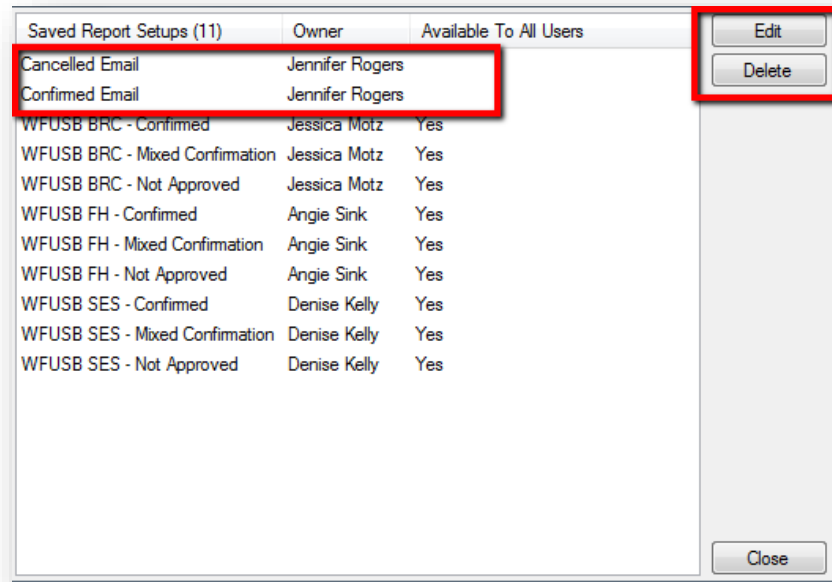 Saved Report Setups (11) Owner Available To All Users Edit
Delete
Cancelled Email Jennifer Rogers
Confirmed Email Jennifer Rogers
WFUSB BRC - Confirmed Jessica Motz Yes
WFUSB BRC - Mixed Confirmation Jessica Motz Yes
WFUSB BRC - Not Approved Jessica Motz Yes
WFUSB FH - Confirmed Angie Sink Yes
WFUSB FH - Mixed Confirmation Angie Sink Yes
WFUSB FH - Not Approved Angie Sink Yes
WFUSB SES - Confirmed Denise Kelly Yes
WFUSB SES - Mixed Confirmation Denise Kelly Yes
WFUSB SES - Not Approved Denise Kelly Yes
Close